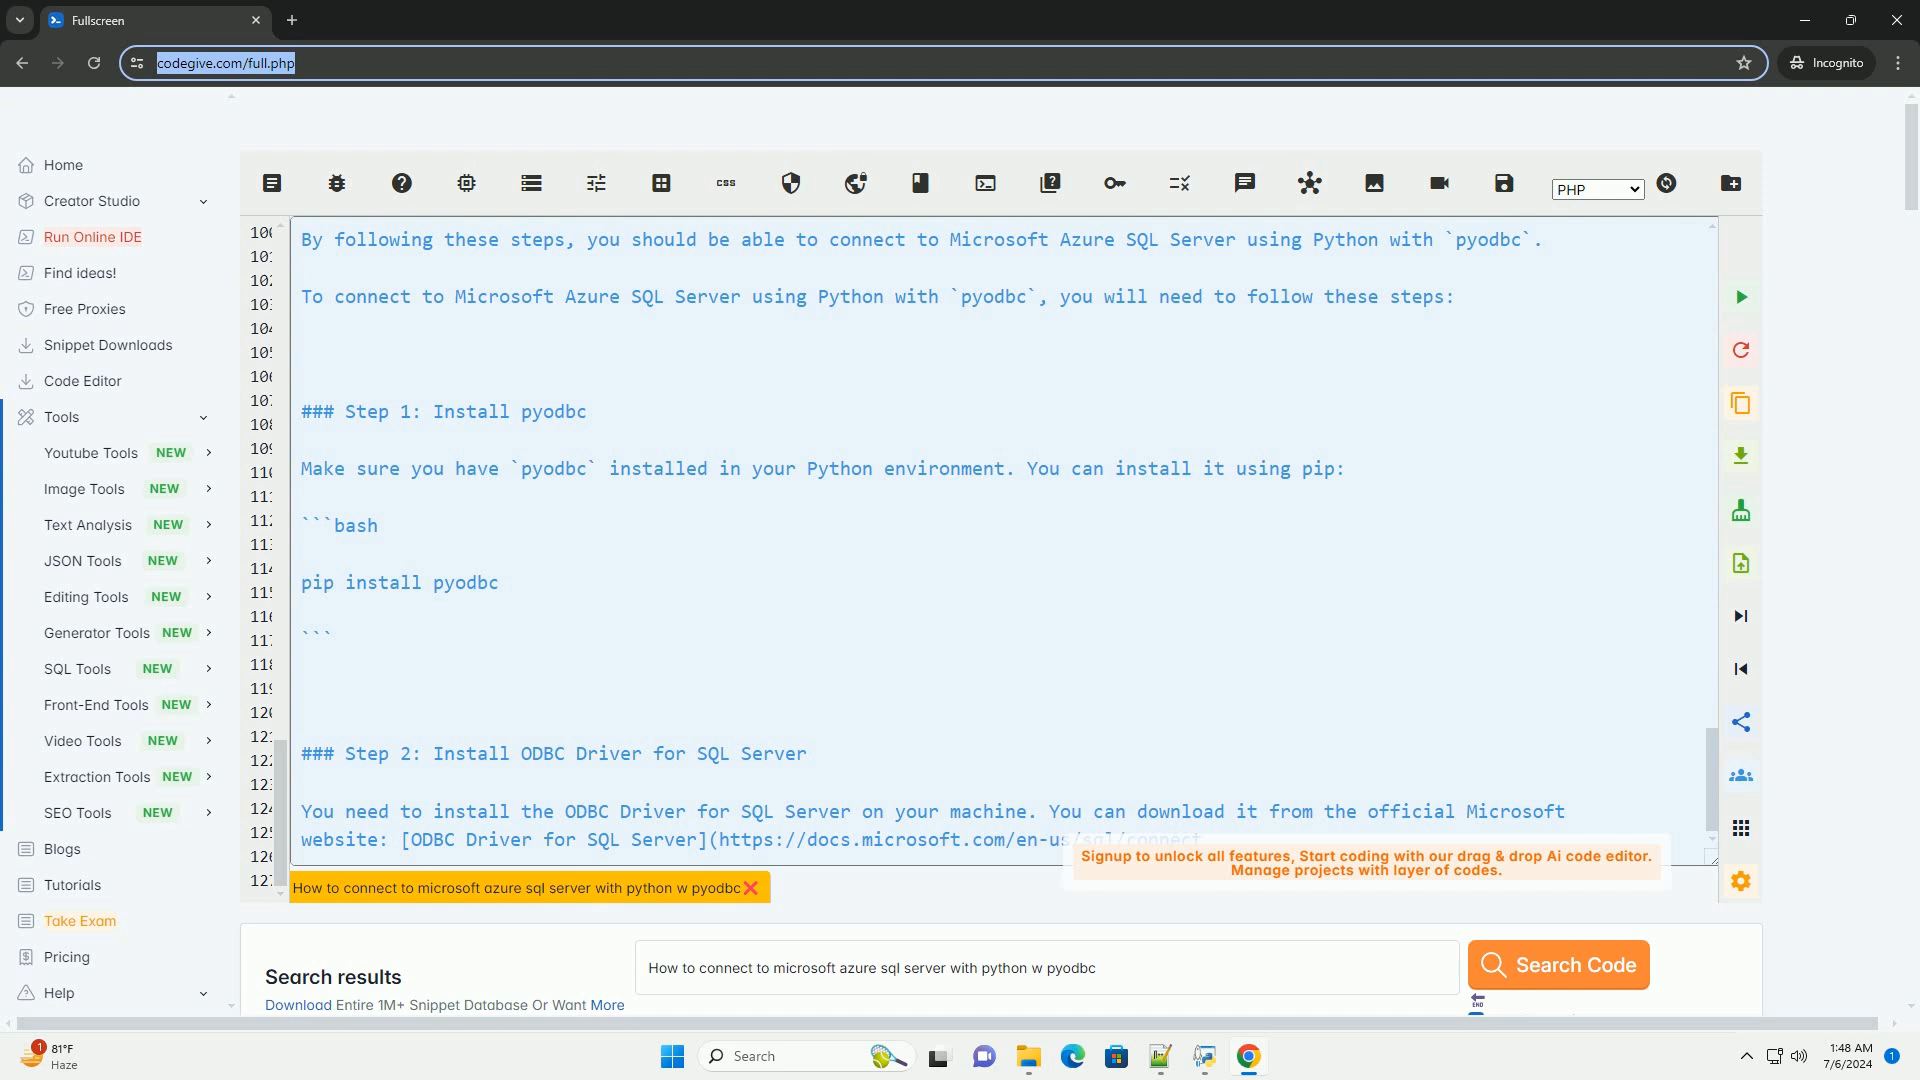 Fullscreen
codegive.com/full.php
Incognito
Home
Creator Studio
Run Online IDE
Find ideas!
Free Proxies
Snippet Downloads
Code Editor
Tools
Youtube Tools NEW
Image Tools NEW
Text Analysis NEW
JSON Tools NEW
Editing Tools NEW
Generator Tools NEW
SQL Tools NEW
Front-End Tools NEW
Video Tools NEW
Extraction Tools NEW
SEO Tools NEW
Blogs
Tutorials
Take Exam
Pricing
Help
css
PHP
By following these steps, you should be able to connect to Microsoft Azure SQL Server using Python with `pyodbc`.
To connect to Microsoft Azure SQL Server using Python with `pyodbc`, you will need to follow these steps:
### Step 1: Install pyodbc
Make sure you have `pyodbc` installed in your Python environment. You can install it using pip:
```bash
pip install pyodbc
```
### Step 2: Install ODBC Driver for SQL Server
You need to install the ODBC Driver for SQL Server on your machine. You can download it from the official Microsoft
website: [ODBC Driver for SQL Server](https://docs.microsoft.com/en-us/sql/connect
Signup to unlock all features, Start coding with our drag & drop Ai code editor.
Manage projects with layer of codes.
How to connect to microsoft azure sql server with python w pyodbc
Search results
How to connect to microsoft azure sql server with python w pyodbc
Search Code
Download Entire 1M+ Snippet Database Or Want More
END
1
81°F
Haze
Search
1:48 AM
7/6/2024
1